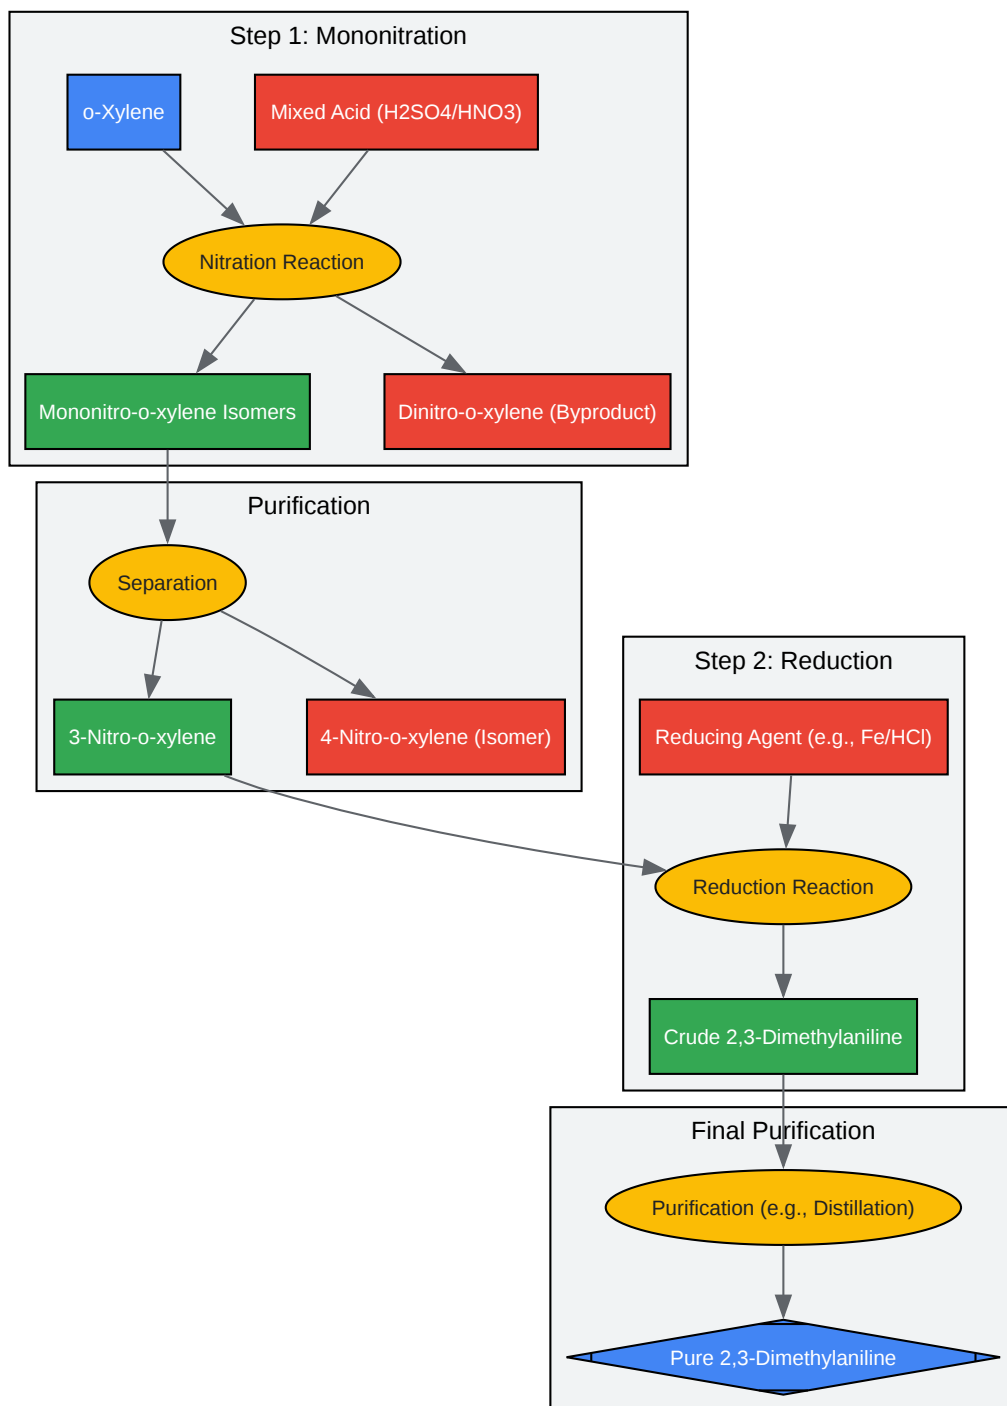 Step 1: Mononitration
o-Xylene
Mixed Acid (H2SO4/HNO3)
Nitration Reaction
Mononitro-o-xylene Isomers
Dinitro-o-xylene (Byproduct)
Purification
Separation
3-Nitro-o-xylene
4-Nitro-o-xylene (Isomer)
Step 2: Reduction
Reducing Agent (e.g., Fe/HCl)
Reduction Reaction
Crude 2,3-Dimethylaniline
Final Purification
Purification (e.g., Distillation)
Pure 2,3-Dimethylaniline